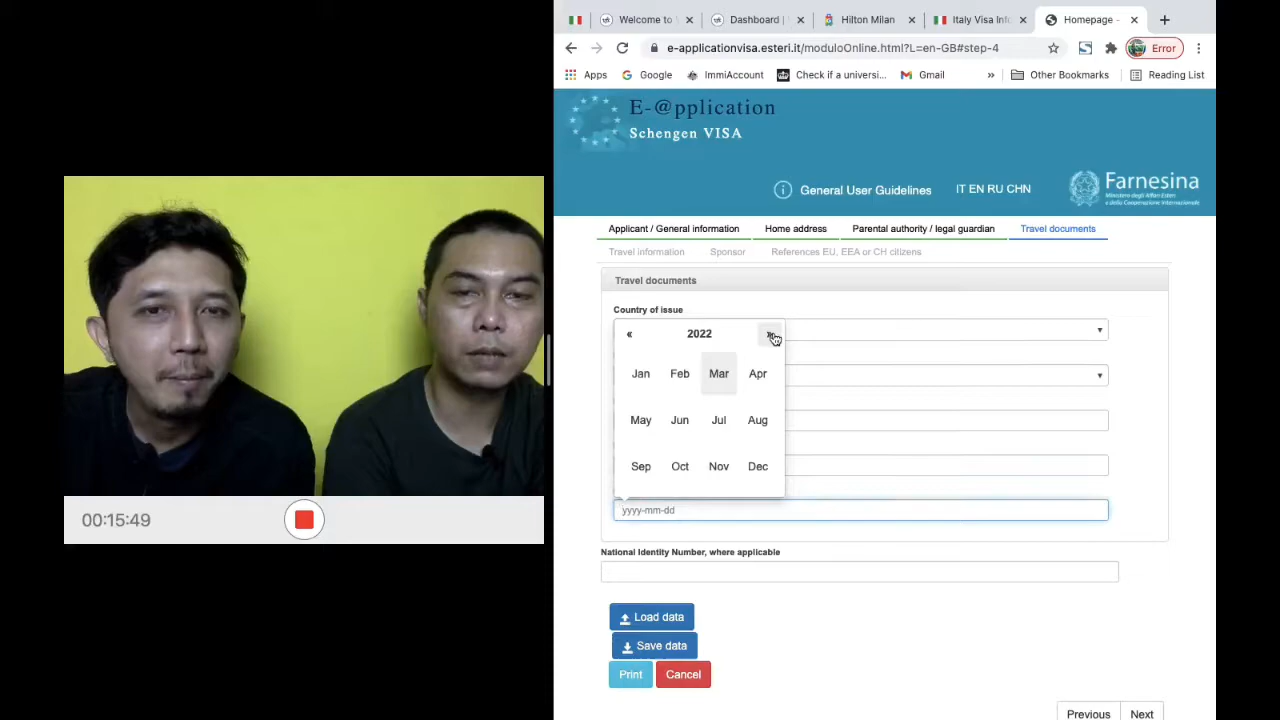 Welcome to V
Dashboard |
Hilton Milan
Italy Visa Inf
Homepage -
e-applicationvisa.esteri.it/moduloOnline.html?L=en-GB#step-4
Error
Apps
Google
ImmiAccount
Check if a universi...
Gmail
»
Other Bookmarks
Reading List
E-@pplication
Schengen VISA
General User Guidelines
IT EN RU CHN
Farnesina
Applicant / General information
Home address
Parental authority / legal guardian
Travel documents
Travel information
Sponsor
References EU, EEA or CH citizens
Travel documents
Country of issue
« 2022 »
Jan Feb Mar Apr
May Jun Jul Aug
Sep Oct Nov Dec
yyyy-mm-dd
National Identity Number, where applicable
Load data
Save data
Print Cancel
Previous Next
00:15:49